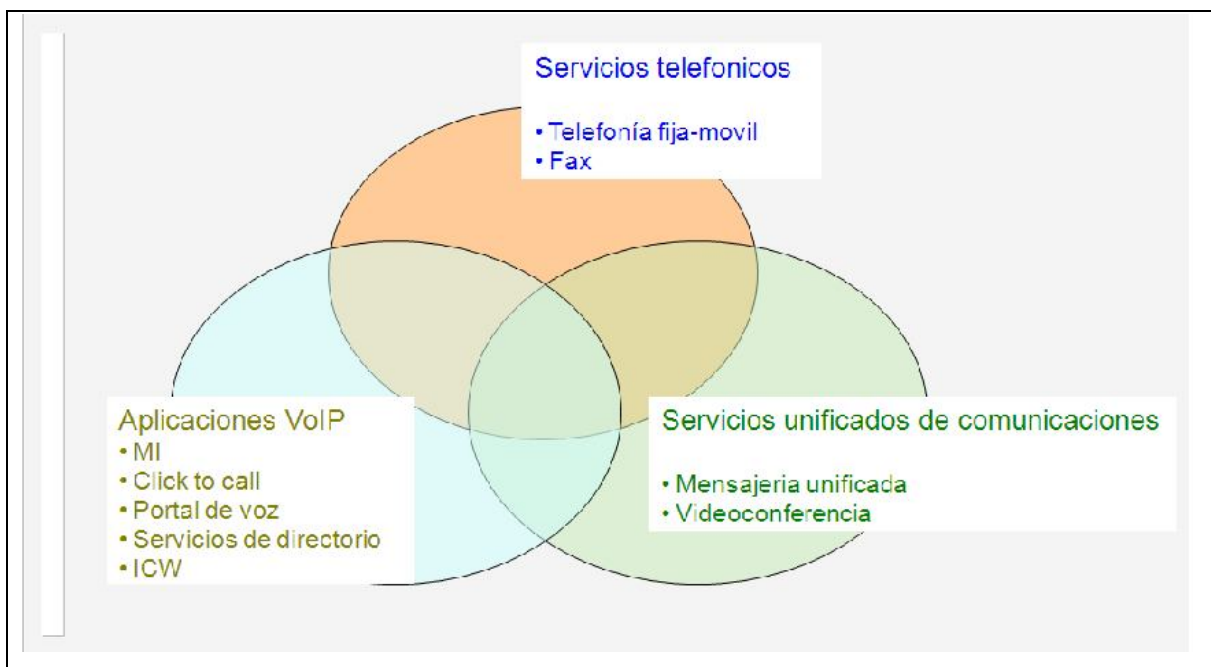 Servicios telefonicos
• Telefonía fija-movil
• Fax
Aplicaciones VoIP
• MI
• Click to call
• Portal de voz
• Servicios de directorio
• ICW
Servicios unificados de comunicaciones
• Mensajeria unificada
• Videoconferencia